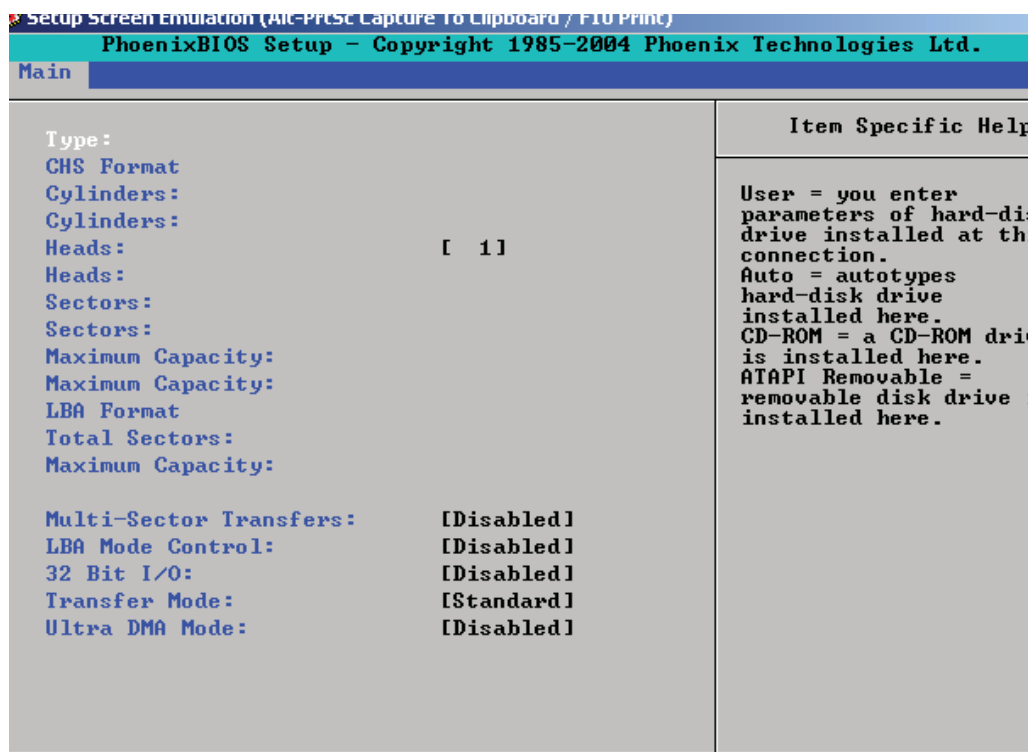 Setup Screen Emulation (Alt-PrtSc Capture To Clipboard / F10 Print)
PhoenixBIOS Setup - Copyright 1985-2004 Phoenix Technologies Ltd.
Main
Type:
CHS Format
Cylinders:
Cylinders:
Heads: [ 1]
Heads:
Sectors:
Sectors:
Maximum Capacity:
Maximum Capacity:
LBA Format
Total Sectors:
Maximum Capacity:
Multi-Sector Transfers: [Disabled]
LBA Mode Control: [Disabled]
32 Bit I/O: [Disabled]
Transfer Mode: [Standard]
Ultra DMA Mode: [Disabled]
Item Specific Help
User = you enter
parameters of hard-dis
drive installed at th
connection.
Auto = autotypes
hard-disk drive
installed here.
CD-ROM = a CD-ROM driv
is installed here.
ATAPI Removable =
removable disk drive
installed here.